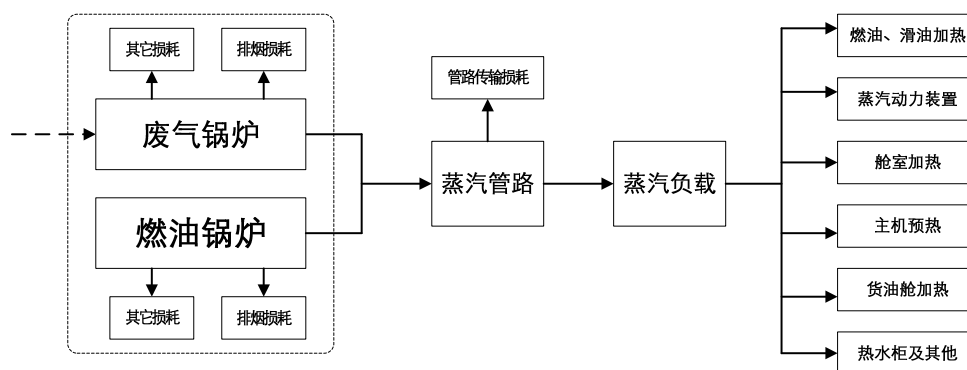 其它损耗
排烟损耗
废气锅炉
燃油锅炉
其它损耗
排烟损耗
管路传输损耗
蒸汽管路
蒸汽负载
燃油、滑油加热
蒸汽动力装置
舱室加热
主机预热
货油舱加热
热水柜及其他